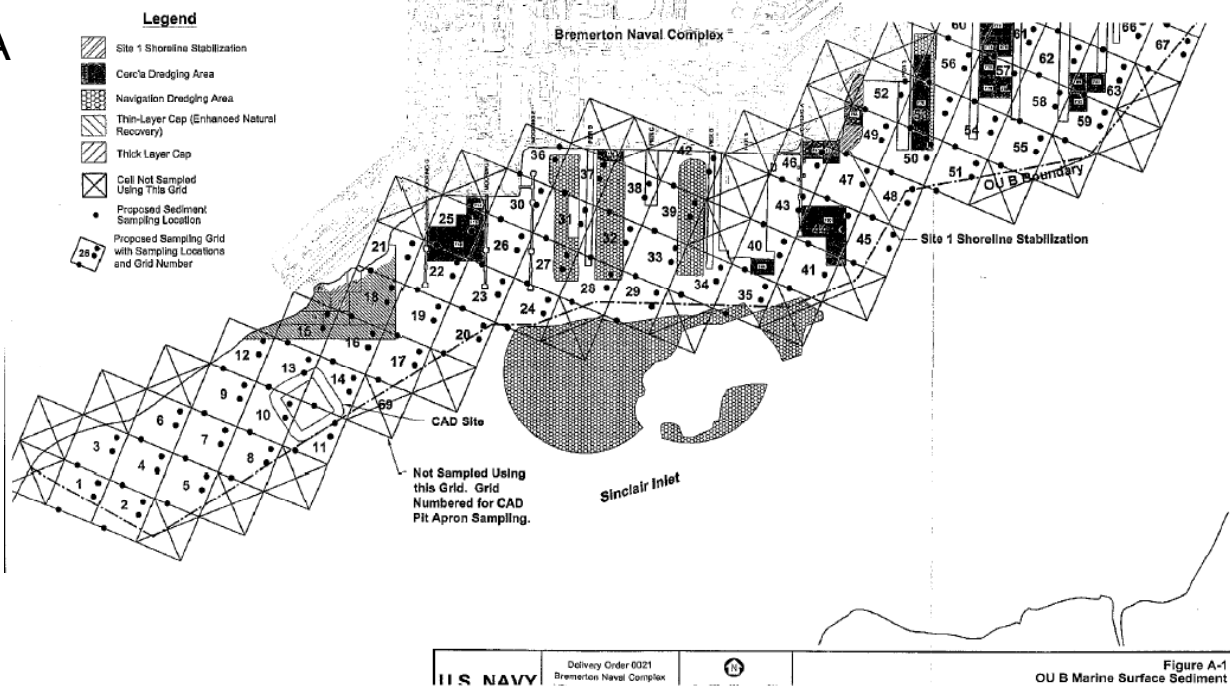 A
Legend
Site 1 Shoreline Stabilization
Cercla Dredging Area
Navigation Dredging Area
Thin-Layer Cap (Enhanced Natural
Recovery)
Thick Layer Cap
Cell Not Sampled
Using This Grid
Proposed Sediment
Sampling Location
28
Proposed Sampling Grid
with Sampling Locations
and Grid Number
Bremerton Naval Complex
60
61
66
67
56
57
62
63
52
58
59
49
54
55
50
51
OU B Boundary
36
37
42
46
47
48
38
43
30
31
39
45
Site 1 Shoreline Stabilization
25
26
32
40
21
22
27
33
41
18
23
28
29
34
35
19
24
15
16
20
12
13
17
14
69
9
10
CAD Site
6
7
11
3
4
8
1
5
2
Not Sampled Using
this Grid. Grid
Numbered for CAD
Pit Apron Sampling.
Sinclair Inlet
U.S. NAVY
Delivery Order 0021
Bremerton Naval Complex
N
Figure A-1
OU B Marine Surface Sediment